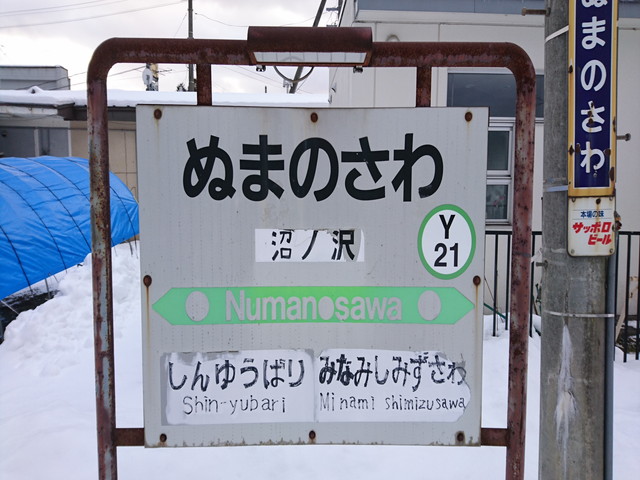 ぬまのさわ
沼ノ沢
Y
21
Numanosawa
しんゆうばり
Shin-yubari
みなみしみずさわ
Minami shimizusawa
ぬまのさわ
本場の味
サッポロ
ビール